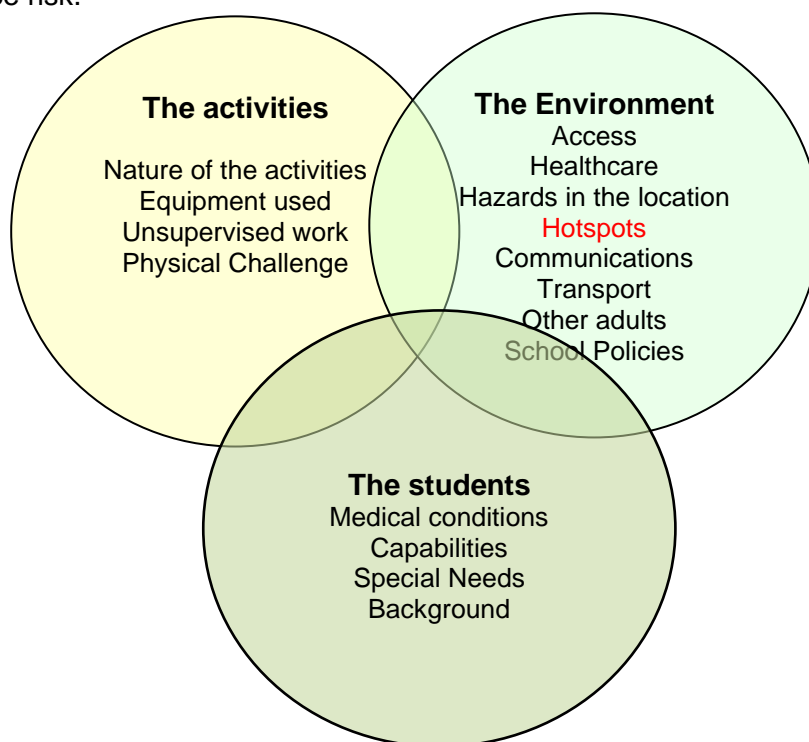 risk.
The activities
Nature of the activities
Equipment used
Unsupervised work
Physical Challenge
The Environment
Access
Healthcare
Hazards in the location
Hotspots
Communications
Transport
Other adults
School Policies
The students
Medical conditions
Capabilities
Special Needs
Background